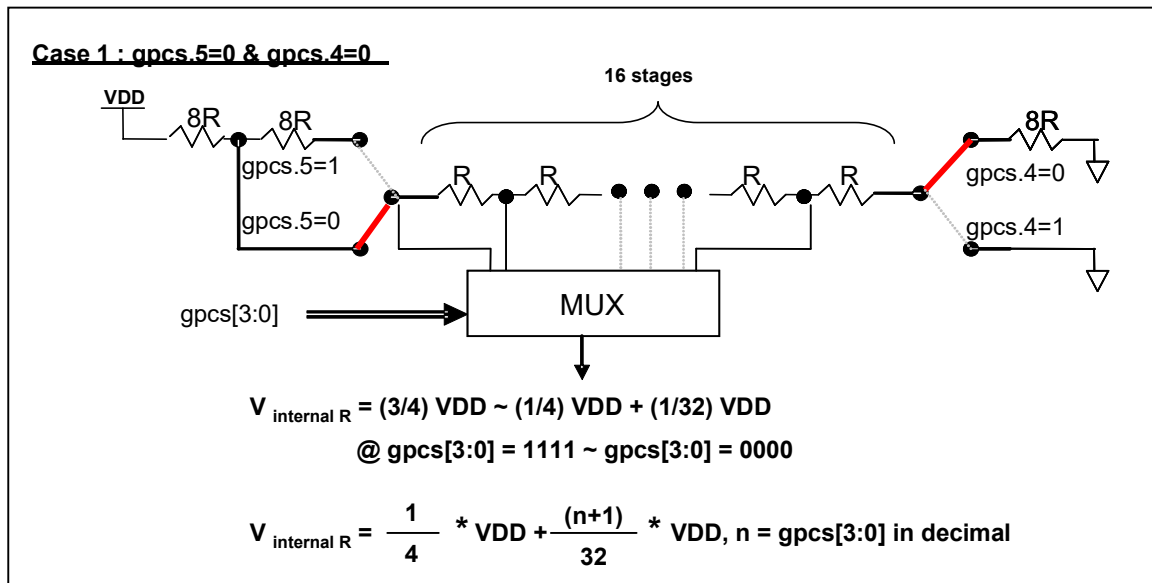 Case 1 : gpcs.5=0 & gpcs.4=0
16 stages
VDD
8R
8R
8R
gpcs.5=1
R
R
R
R
gpcs.4=0
gpcs.5=0
gpcs.4=1
MUX
gpcs[3:0]
V internal R = (3/4) VDD ~ (1/4) VDD + (1/32) VDD
@ gpcs[3:0] = 1111 ~ gpcs[3:0] = 0000
V internal R = 1/4 * VDD + (n+1)/32 * VDD, n = gpcs[3:0] in decimal